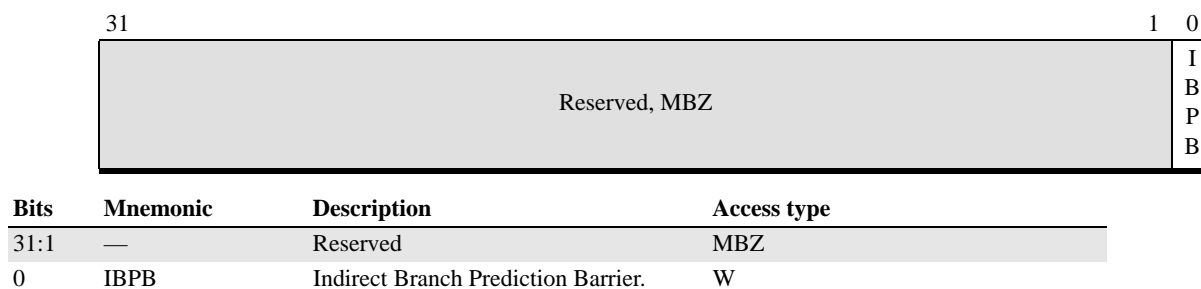 31 1 0
Reserved, MBZ
I
B
P
B
Bits Mnemonic Description Access type
31:1 — Reserved MBZ
0 IBPB Indirect Branch Prediction Barrier. W